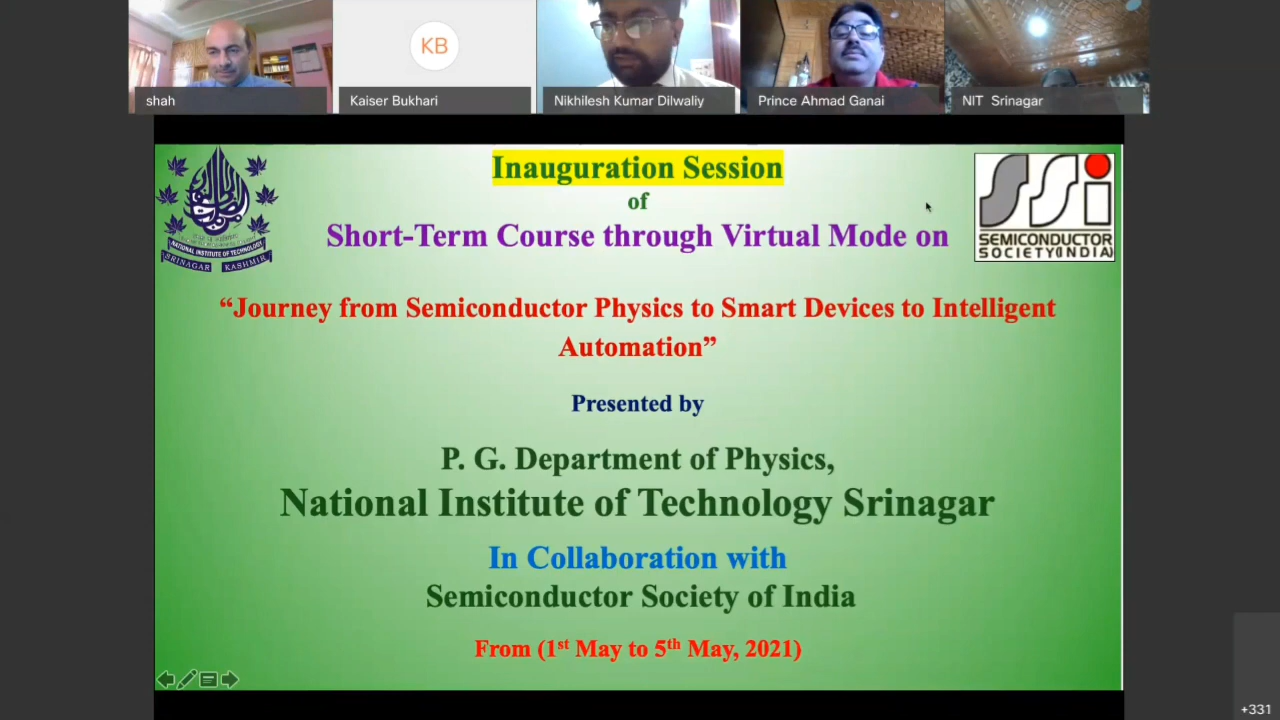 KB
shah
Kaiser Bukhari
Nikhilesh Kumar Dilwaliy
Prince Ahmad Ganai
NIT Srinagar
Inauguration Session
of
Short-Term Course through Virtual Mode on
NATIONAL INSTITUTE OF TECHNOLOGY
SRINAGAR KASHMIR
SSi
SEMICONDUCTOR
SOCIETY(INDIA)
“Journey from Semiconductor Physics to Smart Devices to Intelligent
Automation”
Presented by
P. G. Department of Physics,
National Institute of Technology Srinagar
In Collaboration with
Semiconductor Society of India
From (1st May to 5th May, 2021)
+331